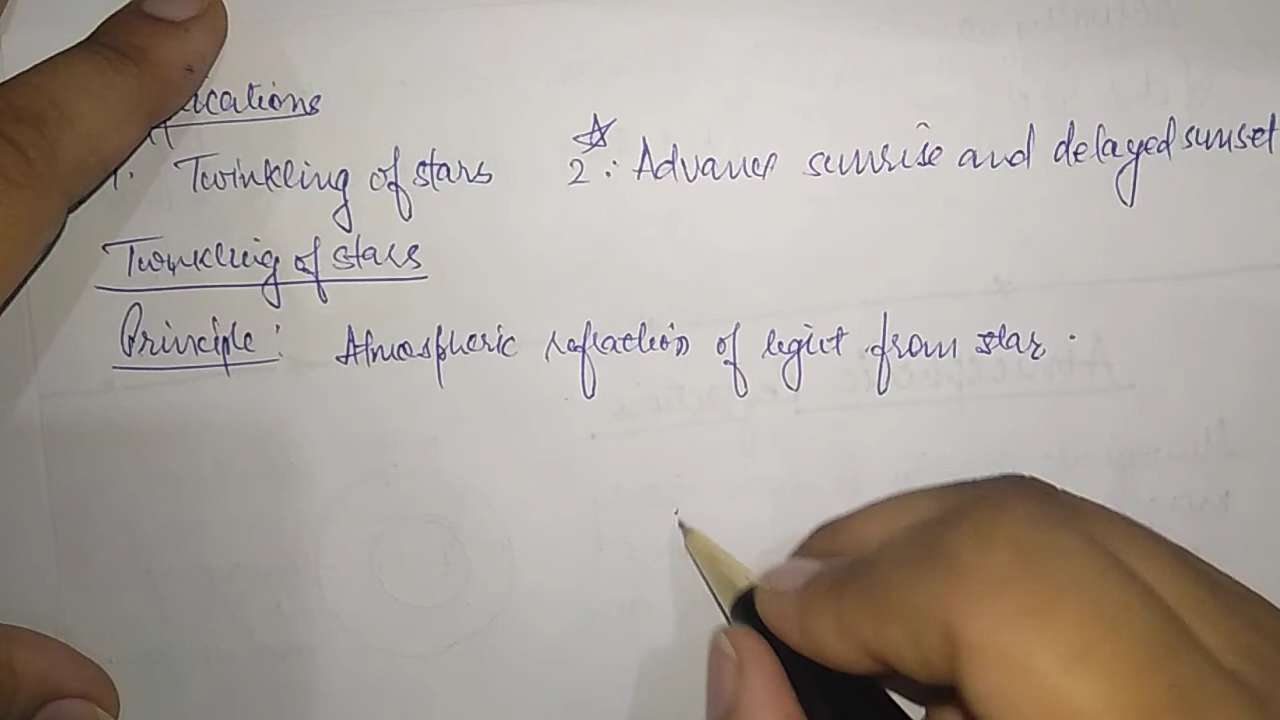 1. Twinkling of stars 2: Advance sunrise and delayed sunset
Twinkling of stars
Principle: Atmospheric refraction of light from star.